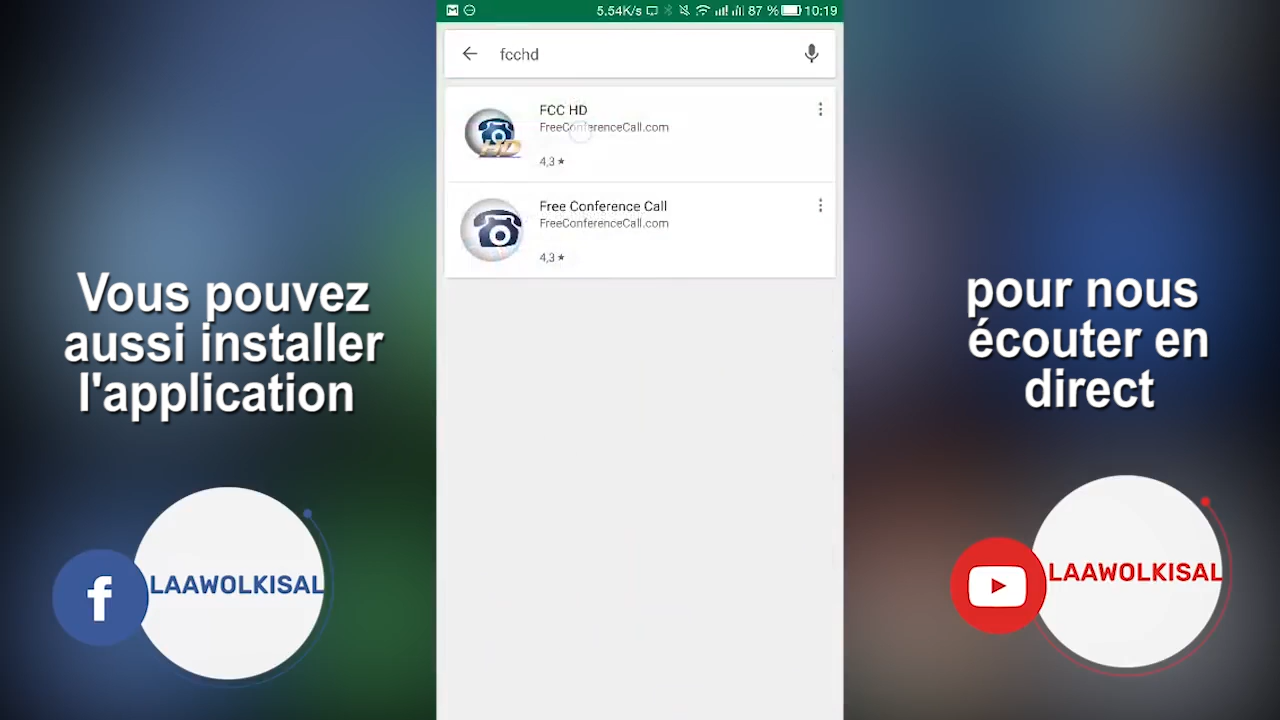 5.54K/s 87 % 10:19
fcchd
FCC HD
FreeConferenceCall.com
4,3 ★
Free Conference Call
FreeConferenceCall.com
4,3 ★
Vous pouvez
aussi installer
l'application
pour nous
écouter en
direct
f
LAAWOLKISAL
LAAWOLKISAL